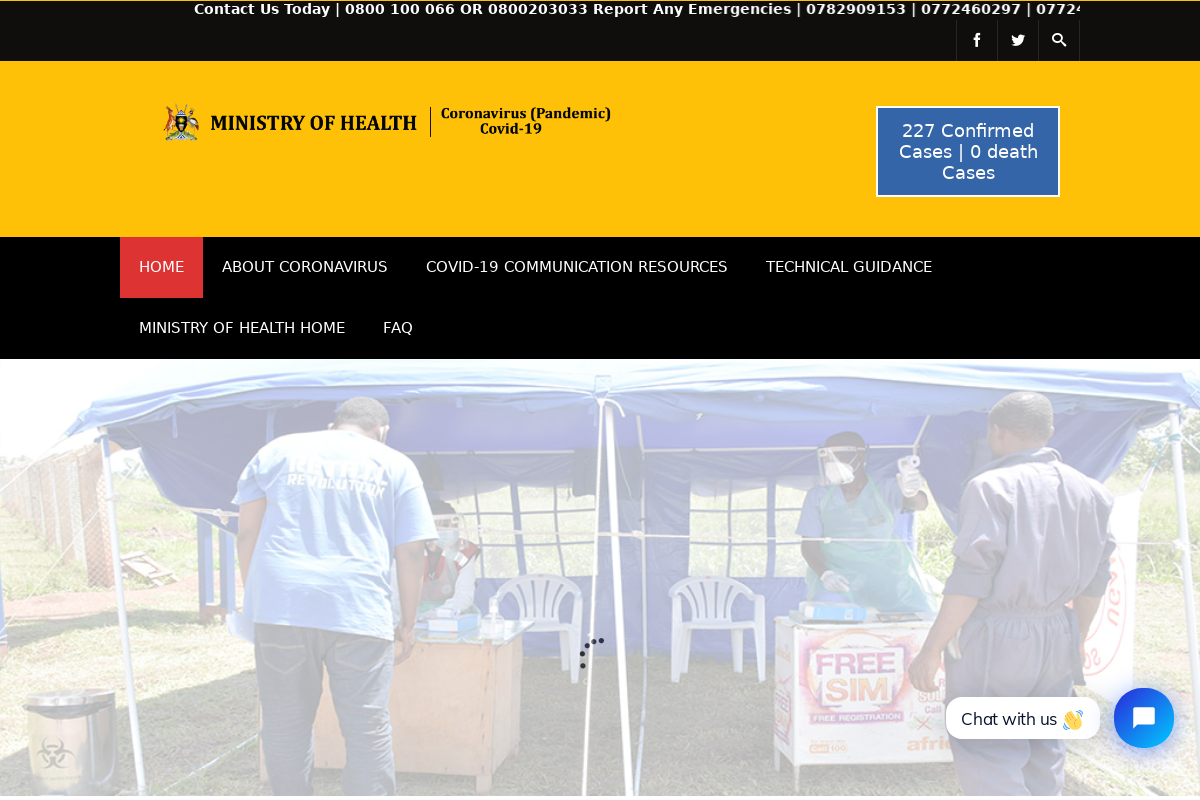 Contact Us Today | 0800 100 066 OR 0800203033 Report Any Emergencies | 0782909153 | 0772460297 | 0772
MINISTRY OF HEALTH
Coronavirus (Pandemic)
Covid-19
227 Confirmed
Cases | 0 death
Cases
HOME
ABOUT CORONAVIRUS
COVID-19 COMMUNICATION RESOURCES
TECHNICAL GUIDANCE
MINISTRY OF HEALTH HOME
FAQ
REVOLUTION
FREE
SIM
FREE REGISTRATION
Chat with us 👋